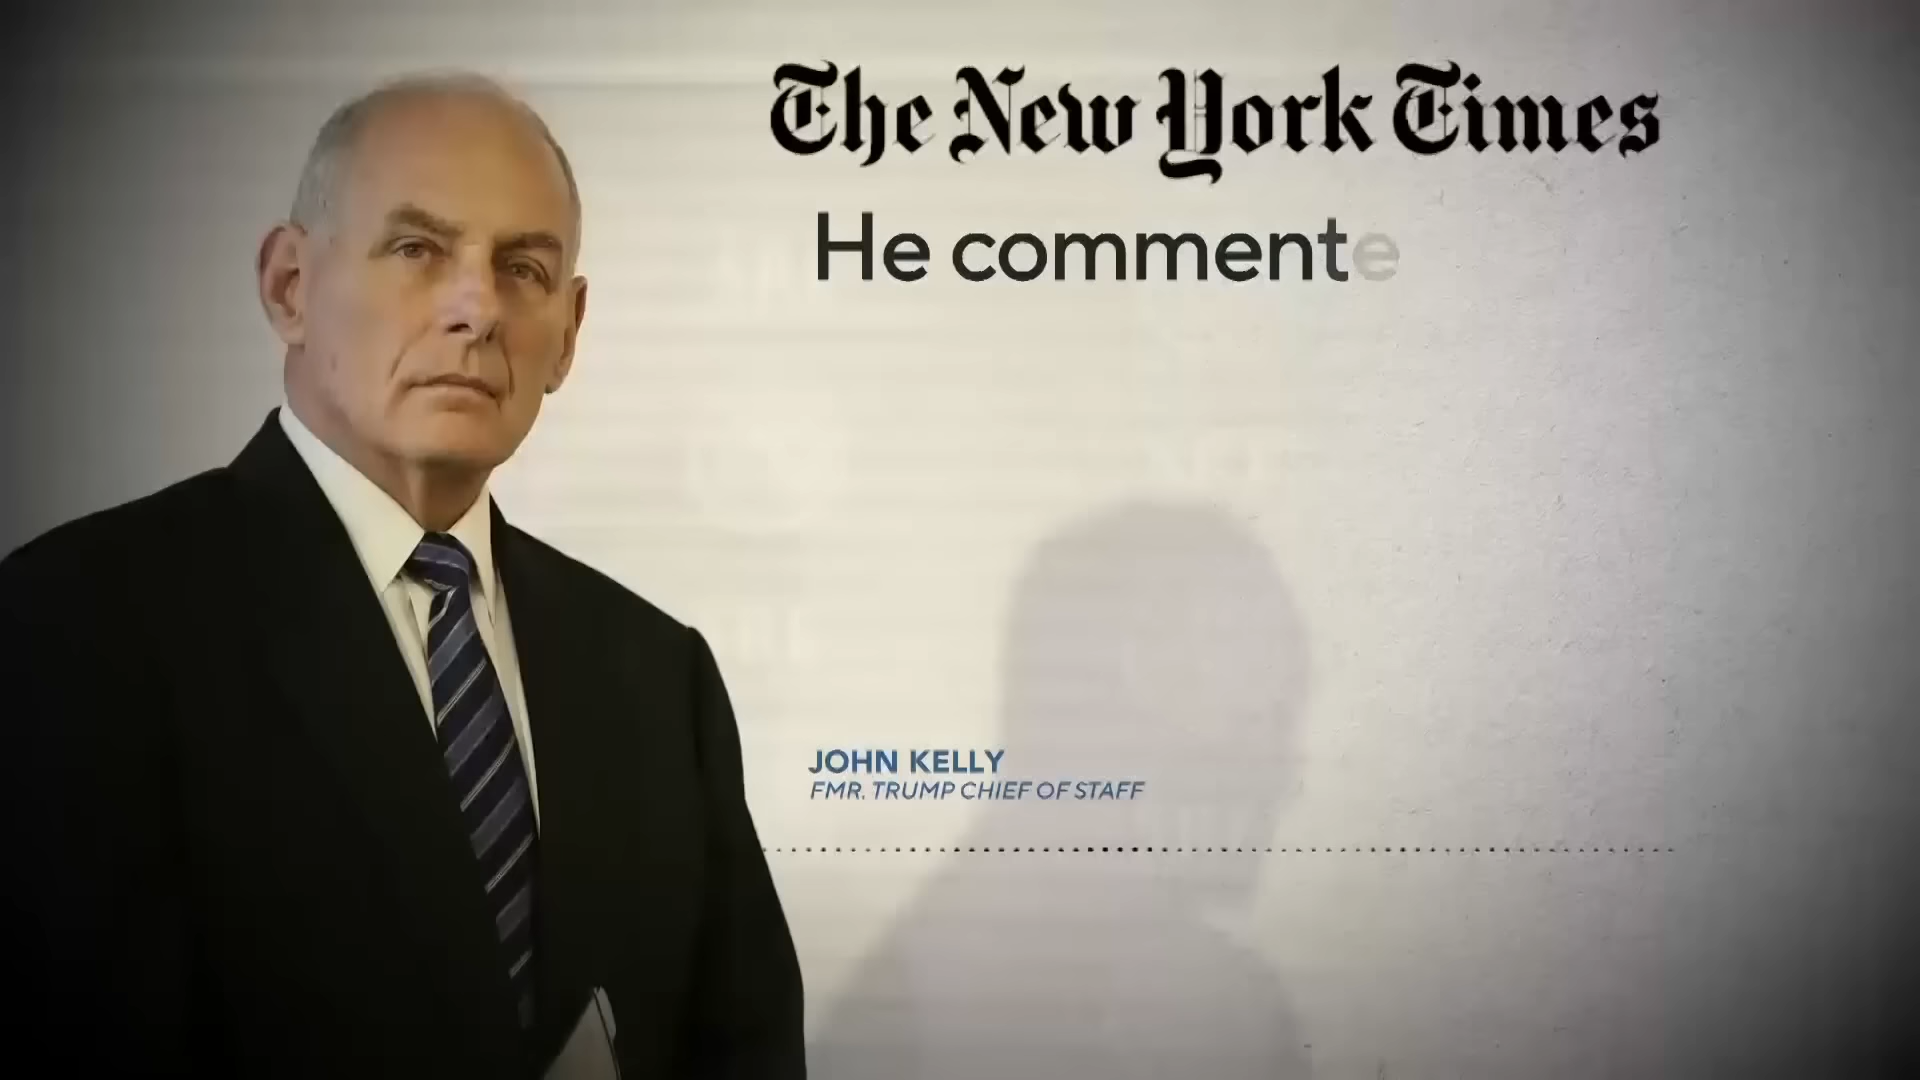 The New York Times
He commente
JOHN KELLY
FMR. TRUMP CHIEF OF STAFF